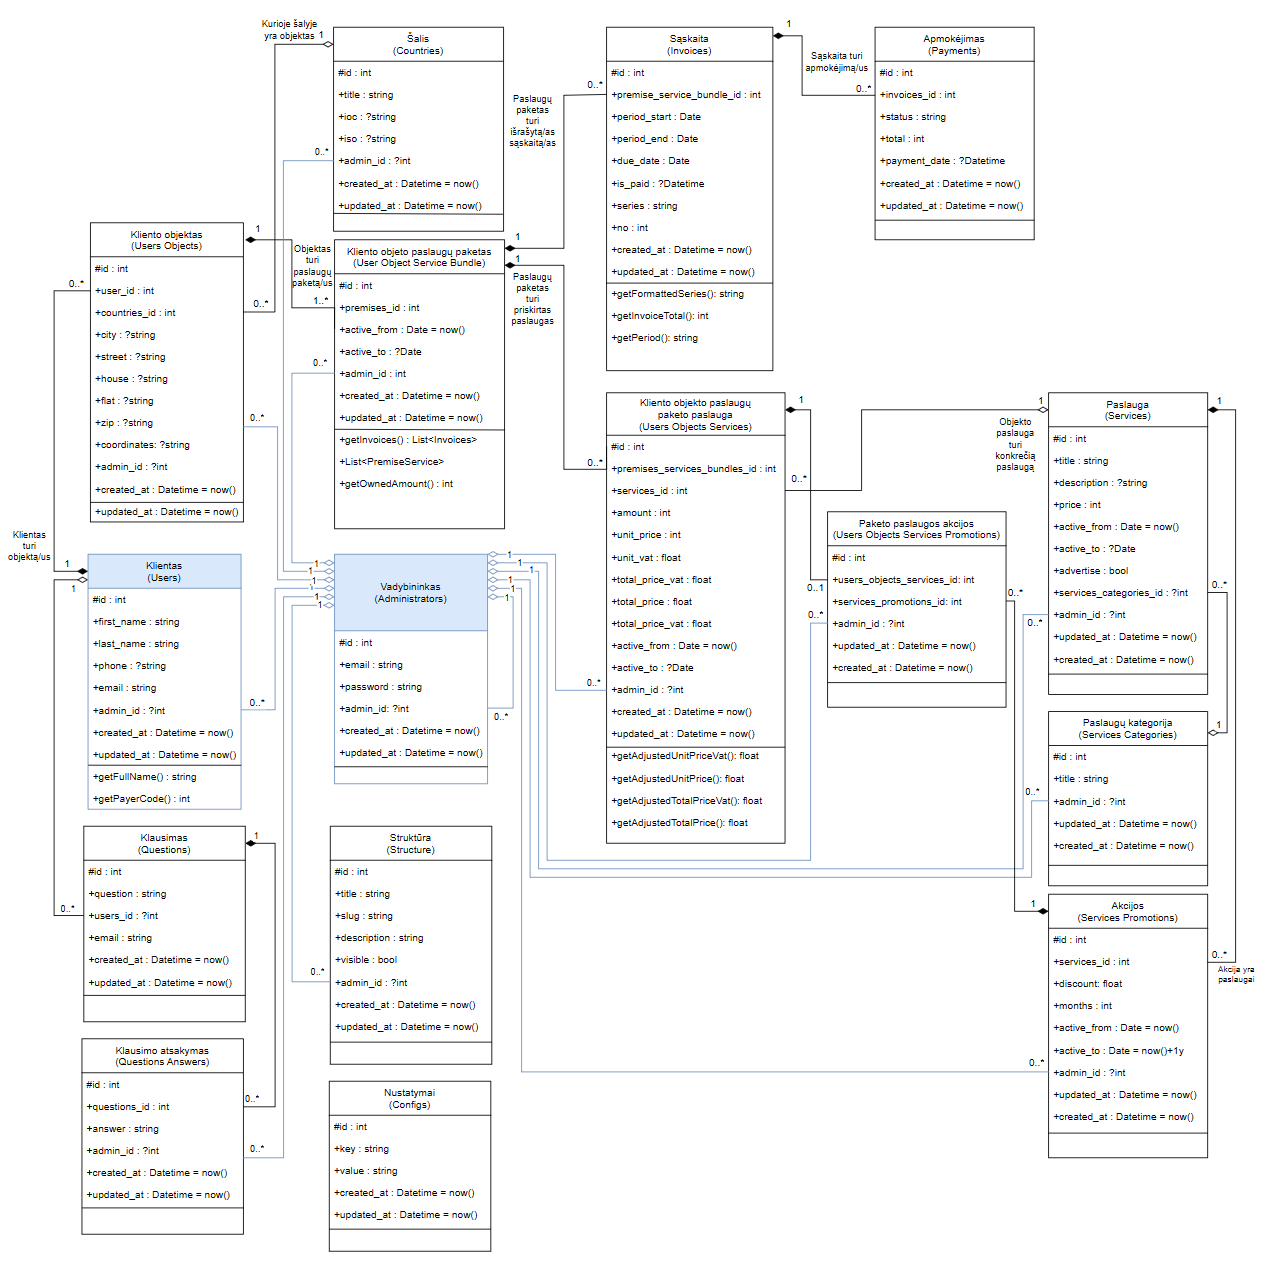 Kurioje šalyje
yra objektas
1
Šalis
(Countries)
#id : int
+title : string
+ioc : ?string
+iso : ?string
+admin_id : ?int
+created_at : Datetime = now()
+updated_at : Datetime = now()
0..*
Sąskaita
(Invoices)
#id : int
+premise_service_bundle_id : int
+period_start : Date
+period_end : Date
+due_date : Date
+is_paid : ?Datetime
+series : string
+no : int
+created_at : Datetime = now()
+updated_at : Datetime = now()
+getFormattedSeries(): string
+getInvoiceTotal(): int
+getPeriod(): string
1
Sąskaita turi
apmokėjimą/us
0..*
Apmokėjimas
(Payments)
#id : int
+invoices_id : int
+status : string
+total : int
+payment_date : ?Datetime
+created_at : Datetime = now()
+updated_at : Datetime = now()
0..*
Paslaugų
paketas
turi
išrašytą/as
sąskaitą/as
1
Kliento objektas
(Users Objects)
#id : int
+user_id : int
+countries_id : int
+city : ?string
+street : ?string
+house : ?string
+flat : ?string
+zip : ?string
+coordinates: ?string
+admin_id : ?int
+created_at : Datetime = now()
+updated_at : Datetime = now()
1
0..*
0..*
0..*
Objektas
turi
paslaugų
paketą/us
1..*
Kliento objeto paslaugų paketas
(User Object Service Bundle)
#id : int
+premises_id : int
+active_from : Date = now()
+active_to : ?Date
+admin_id : int
+created_at : Datetime = now()
+updated_at : Datetime = now()
+getInvoices() : List<Invoices>
+List<PremiseService>
+getOwnedAmount() : int
0..*
1
Paslaugų
paketas
turi
priskirtas
paslaugas
0..*
Kliento objekto paslaugų
paketo paslauga
(Users Objects Services)
#id : int
+premises_services_bundles_id : int
+services_id : int
+amount : int
+unit_price : int
+unit_vat : float
+total_price_vat : float
+total_price : float
+total_price_vat : float
+active_from : Date = now()
+active_to : ?Date
+admin_id : ?int
+created_at : Datetime = now()
+updated_at : Datetime = now()
+getAdjustedUnitPriceVat(): float
+getAdjustedUnitPrice(): float
+getAdjustedTotalPriceVat(): float
+getAdjustedTotalPrice(): float
1
0..*
0..*
0..1
0..*
Paketo paslaugos akcijos
(Users Objects Services Promotions)
#id : int
+users_objects_services_id: int
+services_promotions_id: int
+admin_id : ?int
+updated_at : Datetime = now()
+created_at : Datetime = now()
0..*
1
Objekto
paslauga
turi
konkrečią
paslaugą
Paslauga
(Services)
#id : int
+title : string
+description : ?string
+price : int
+active_from : Date = now()
+active_to : ?Date
+advertise : bool
+services_categories_id : ?int
+admin_id : ?int
+updated_at : Datetime = now()
+created_at : Datetime = now()
1
0..*
0..*
Paslaugų kategorija
(Services Categories)
#id : int
+title : string
+admin_id : ?int
+updated_at : Datetime = now()
+created_at : Datetime = now()
1
0..*
Akcijos
(Services Promotions)
#id : int
+services_id : int
+discount: float
+months : int
+active_from : Date = now()
+active_to : Date = now()+1y
+admin_id : ?int
+updated_at : Datetime = now()
+created_at : Datetime = now()
1
0..*
Akcija yra
paslaugai
0..*
Klientas
turi
objektą/us
1
1
Klientas
(Users)
#id : int
+first_name : string
+last_name : string
+phone : ?string
+email : string
+admin_id : ?int
+created_at : Datetime = now()
+updated_at : Datetime = now()
+getFullName() : string
+getPayerCode() : int
0..*
Vadybininkas
(Administrators)
#id : int
+email : string
+password : string
+admin_id: ?int
+created_at : Datetime = now()
+updated_at : Datetime = now()
1
1
1
1
1
1
1
1
1
1
1
1
0..*
Klausimas
(Questions)
#id : int
+question : string
+users_id : ?int
+email : string
+created_at : Datetime = now()
+updated_at : Datetime = now()
0..*
1
Klausimo atsakymas
(Questions Answers)
#id : int
+questions_id : int
+answer : string
+admin_id : ?int
+created_at : Datetime = now()
+updated_at : Datetime = now()
0..*
0..*
Struktūra
(Structure)
#id : int
+title : string
+slug : string
+description : string
+visible : bool
+admin_id : ?int
+created_at : Datetime = now()
+updated_at : Datetime = now()
0..*
Nustatymai
(Configs)
#id : int
+key : string
+value : string
+created_at : Datetime = now()
+updated_at : Datetime = now()